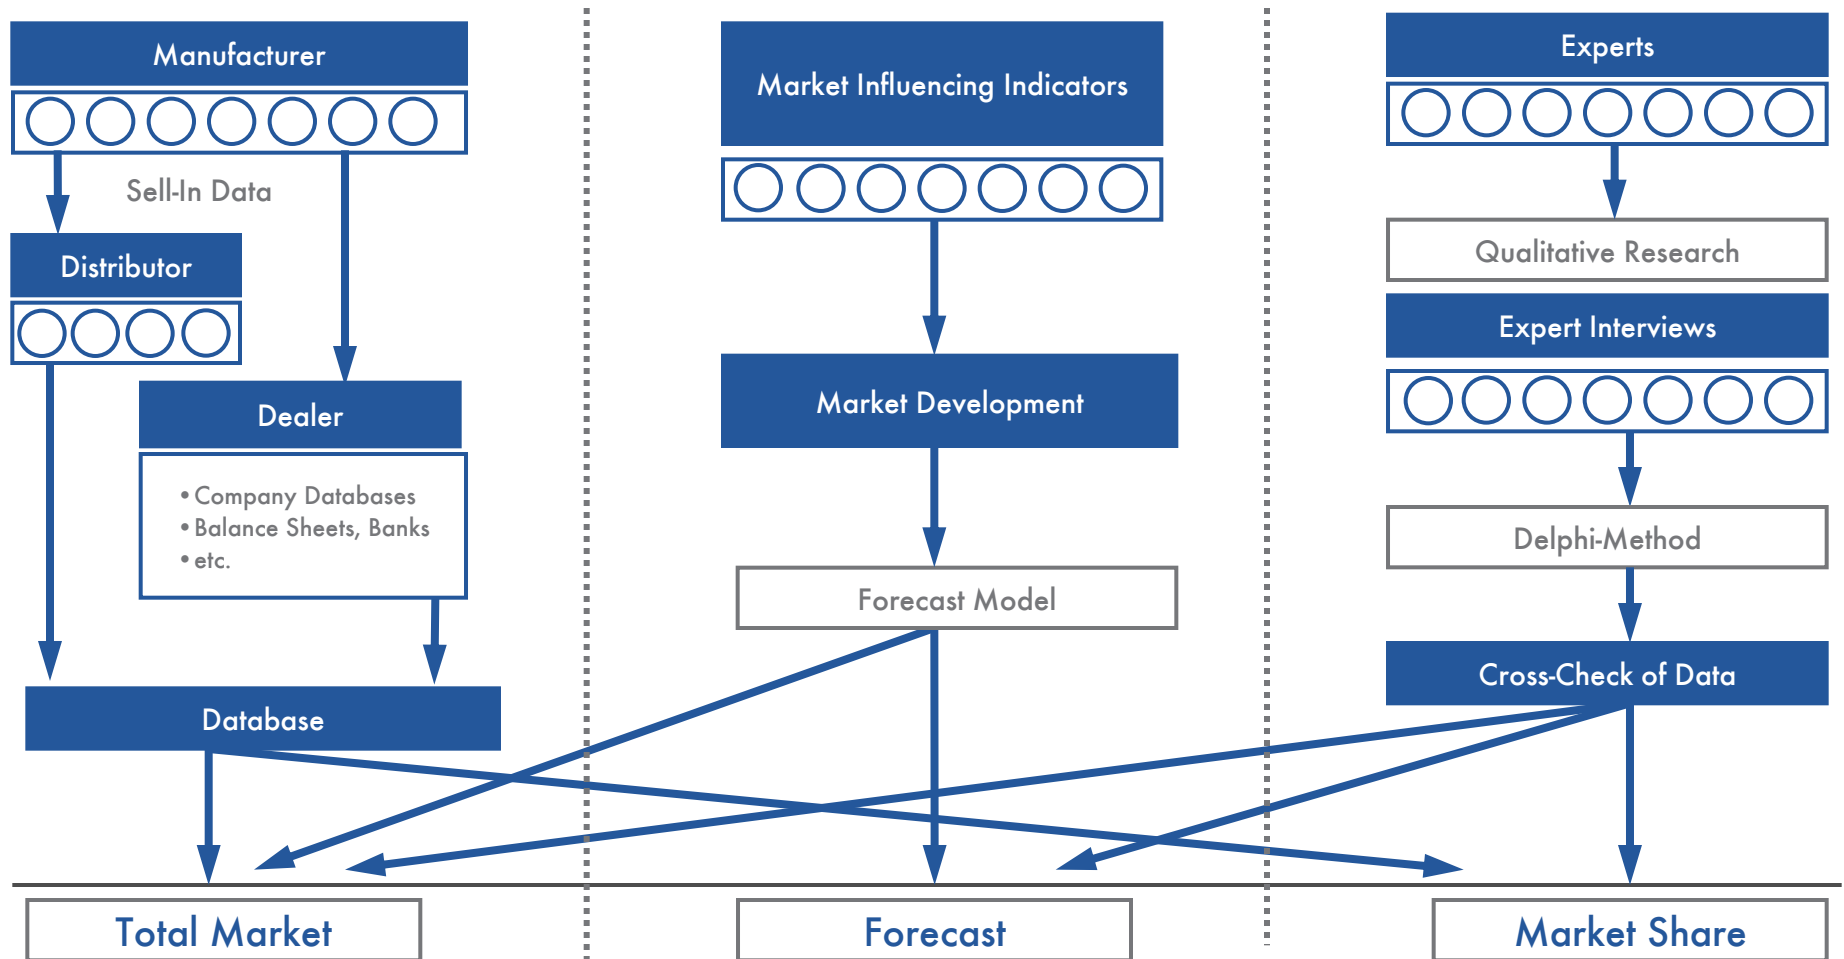 Manufacturer
Sell-In Data
Distributor
Dealer
• Company Databases
• Balance Sheets, Banks
• etc.
Database
Total Market
Market Influencing Indicators
Market Development
Forecast Model
Forecast
Experts
Qualitative Research
Expert Interviews
Delphi-Method
Cross-Check of Data
Market Share